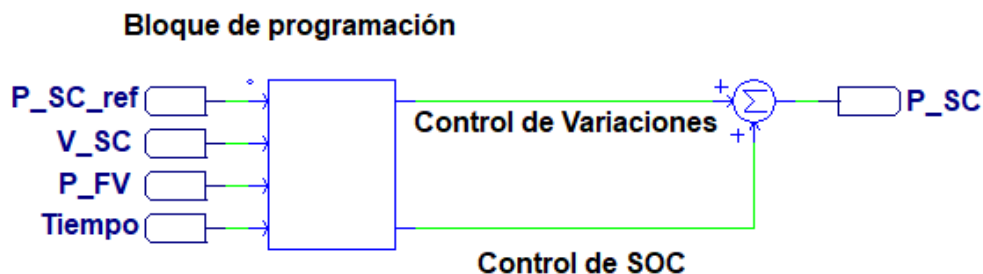 Bloque de programación
P_SC_ref
V_SC
P_FV
Tiempo
Control de Variaciones
Control de SOC
+
+
Σ
P_SC